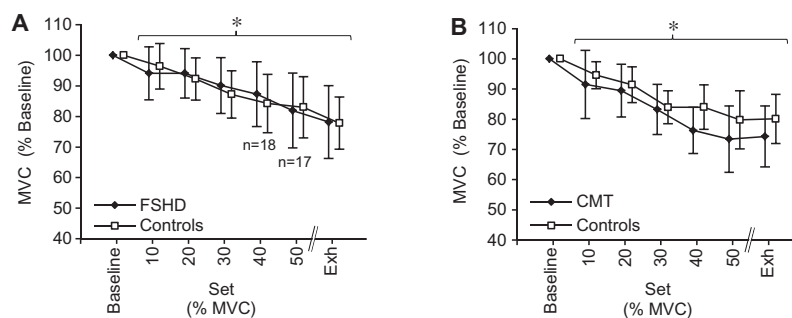 A
*
110
100
90
80
70
60
50
40
MVC (% Baseline)
n=18
n=17
FSHD
Controls
Baseline
10
20
30
40
50
Exh
Set
(% MVC)
B
*
110
100
90
80
70
60
50
40
MVC (% Baseline)
CMT
Controls
Baseline
10
20
30
40
50
Exh
Set
(% MVC)